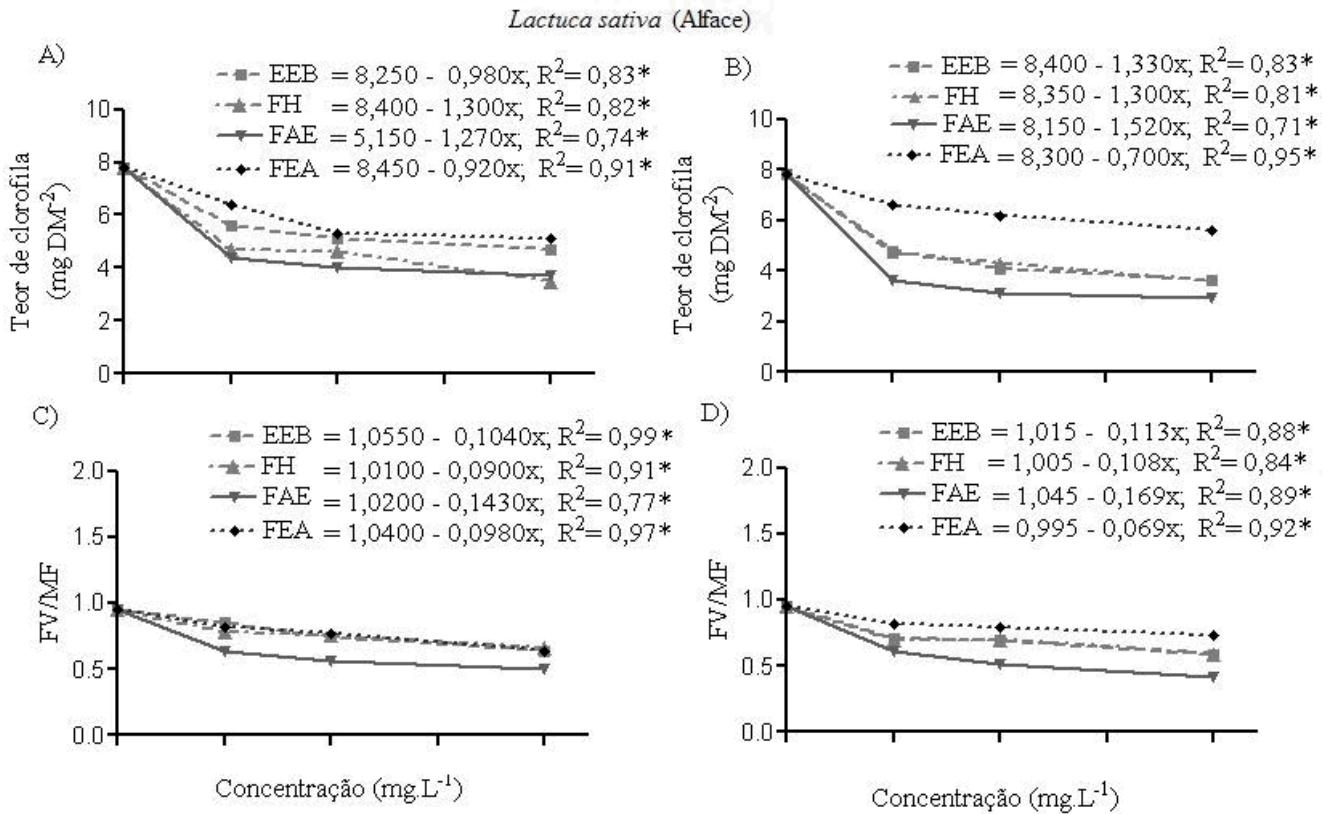 Lactuca sativa (Alface)
A)
EEB = 8,250 - 0,980x; R²= 0,83*
FH = 8,400 - 1,300x; R²= 0,82*
FAE = 5,150 - 1,270x; R²= 0,74*
FEA = 8,450 - 0,920x; R²= 0,91*
Teor de clorofila
(mg DM⁻²)
10
8
6
4
2
0
B)
EEB = 8,400 - 1,330x; R²= 0,83*
FH = 8,350 - 1,300x; R²= 0,81*
FAE = 8,150 - 1,520x; R²= 0,71*
FEA = 8,300 - 0,700x; R²= 0,95*
Teor de clorofila
(mg DM⁻²)
10
8
6
4
2
0
C)
EEB = 1,0550 - 0,1040x; R²= 0,99*
FH = 1,0100 - 0,0900x; R²= 0,91*
FAE = 1,0200 - 0,1430x; R²= 0,77*
FEA = 1,0400 - 0,0980x; R²= 0,97*
FV/MF
2.0
1.5
1.0
0.5
0.0
Concentração (mg.L⁻¹)
D)
EEB = 1,015 - 0,113x; R²= 0,88*
FH = 1,005 - 0,108x; R²= 0,84*
FAE = 1,045 - 0,169x; R²= 0,89*
FEA = 0,995 - 0,069x; R²= 0,92*
FV/MF
2.0
1.5
1.0
0.5
0.0
Concentração (mg.L⁻¹)